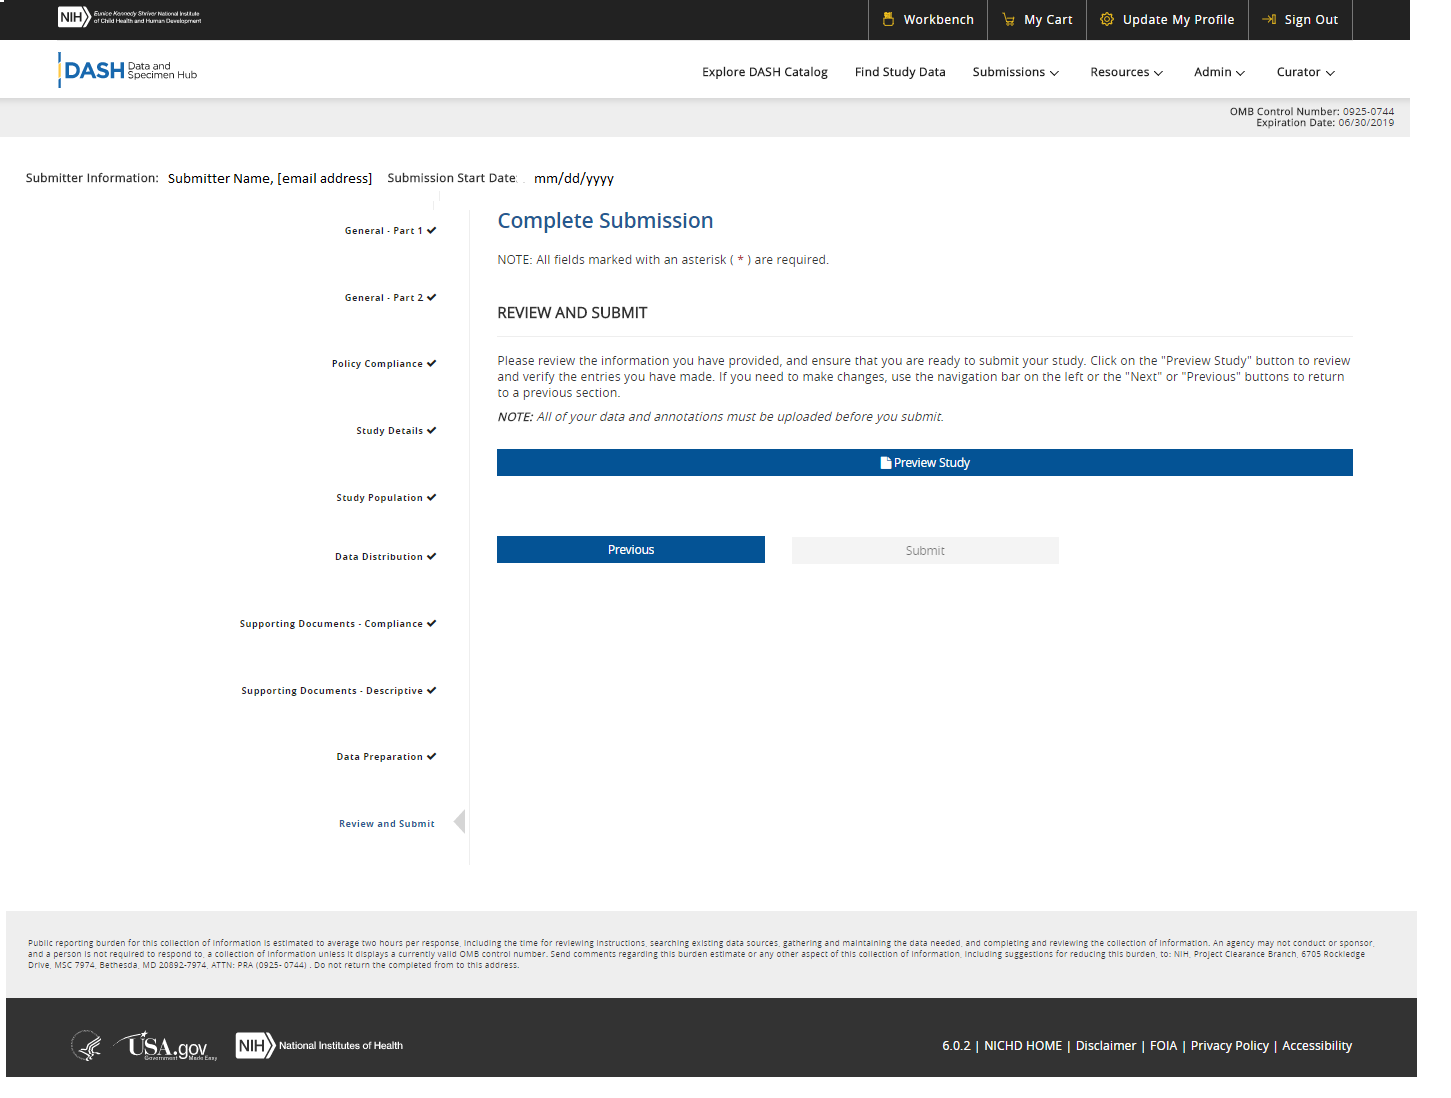 NIH Eunice Kennedy Shriver National Institute
of Child Health and Human Development
Workbench
My Cart
Update My Profile
Sign Out
DASH Data and
Specimen Hub
Explore DASH Catalog
Find Study Data
Submissions
Resources
Admin
Curator
OMB Control Number: 0925-0744
Expiration Date: 06/30/2019
Submitter Information: Submitter Name, [email address] Submission Start Date: mm/dd/yyyy
General - Part 1
General - Part 2
Policy Compliance
Study Details
Study Population
Data Distribution
Supporting Documents - Compliance
Supporting Documents - Descriptive
Data Preparation
Review and Submit
Complete Submission
NOTE: All fields marked with an asterisk ( * ) are required.
REVIEW AND SUBMIT
Please review the information you have provided, and ensure that you are ready to submit your study. Click on the "Preview Study" button to review
and verify the entries you have made. If you need to make changes, use the navigation bar on the left or the "Next" or "Previous" buttons to return
to a previous section.
NOTE: All of your data and annotations must be uploaded before you submit.
Preview Study
Previous
Submit
Public reporting burden for this collection of information is estimated to average two hours per response, including the time for reviewing instructions, searching existing data sources, gathering and maintaining the data needed, and completing and reviewing the collection of information. An agency may not conduct or sponsor,
and a person is not required to respond to, a collection of information unless it displays a currently valid OMB control number. Send comments regarding this burden estimate or any other aspect of this collection of information, including suggestions for reducing this burden, to: NIH, Project Clearance Branch, 6705 Rockledge
Drive, MSC 7974, Bethesda, MD 20892-7974, ATTN: PRA (0925- 0744) . Do not return the completed from to this address.
USA.gov
Government Made Easy
NIH National Institutes of Health
6.0.2 | NICHD HOME | Disclaimer | FOIA | Privacy Policy | Accessibility